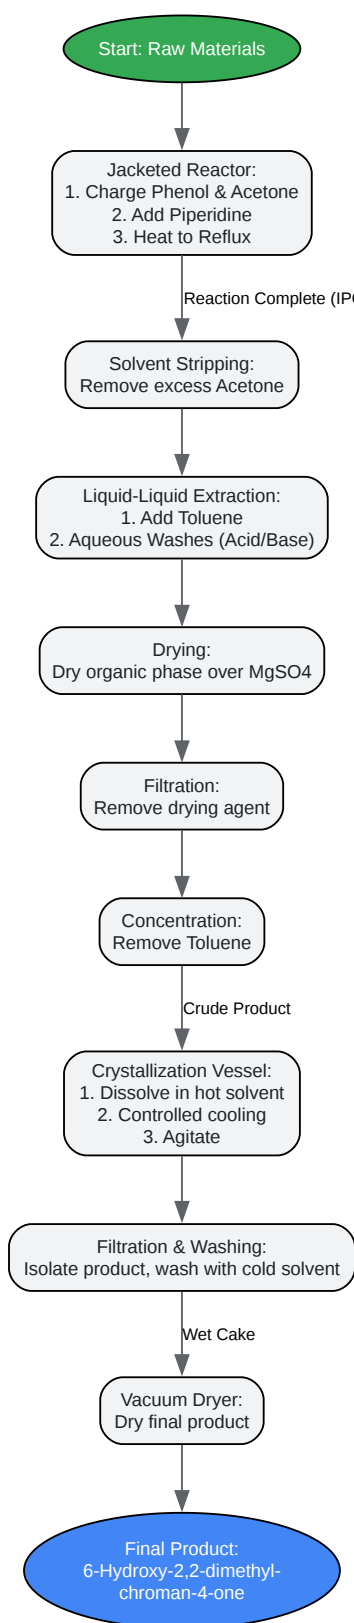 Start: Raw Materials
Jacketed Reactor:
1. Charge Phenol & Acetone
2. Add Piperidine
3. Heat to Reflux
Reaction Complete (IPC
Solvent Stripping:
Remove excess Acetone
Liquid-Liquid Extraction:
1. Add Toluene
2. Aqueous Washes (Acid/Base)
Drying:
Dry organic phase over MgSO4
Filtration:
Remove drying agent
Concentration:
Remove Toluene
Crude Product
Crystallization Vessel:
1. Dissolve in hot solvent
2. Controlled cooling
3. Agitate
Filtration & Washing:
Isolate product, wash with cold solvent
Wet Cake
Vacuum Dryer:
Dry final product
Final Product:
6-Hydroxy-2,2-dimethyl-
chroman-4-one